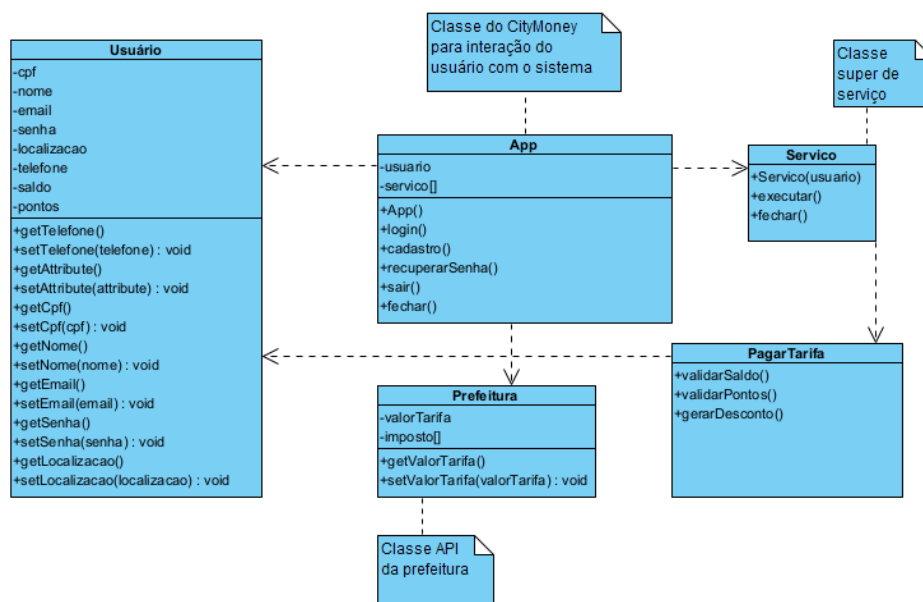 Usuário
-cpf
-nome
-email
-senha
-localizacao
-telefone
-saldo
-pontos
+getTelefone()
+setTelefone(telefone) : void
+getAttribute()
+setAttribute(attribute) : void
+getCpf()
+setCpf(cpf) : void
+getNome()
+setNome(nome) : void
+getEmail()
+setEmail(email) : void
+getSenha()
+setSenha(senha) : void
+getLocalizacao()
+setLocalizacao(localizacao) : void
Classe do CityMoney
para interação do
usuário com o sistema
App
-usuario
-servico[]
+App()
+login()
+cadastro()
+recuperarSenha()
+sair()
+fechar()
Classe
super de
serviço
Servico
+Servico(usuario)
+executar()
+fechar()
Prefeitura
-valorTarifa
-imposto[]
+getValorTarifa()
+setValorTarifa(valorTarifa) : void
Classe API
da prefeitura
PagarTarifa
+validarSaldo()
+validarPontos()
+gerarDesconto()